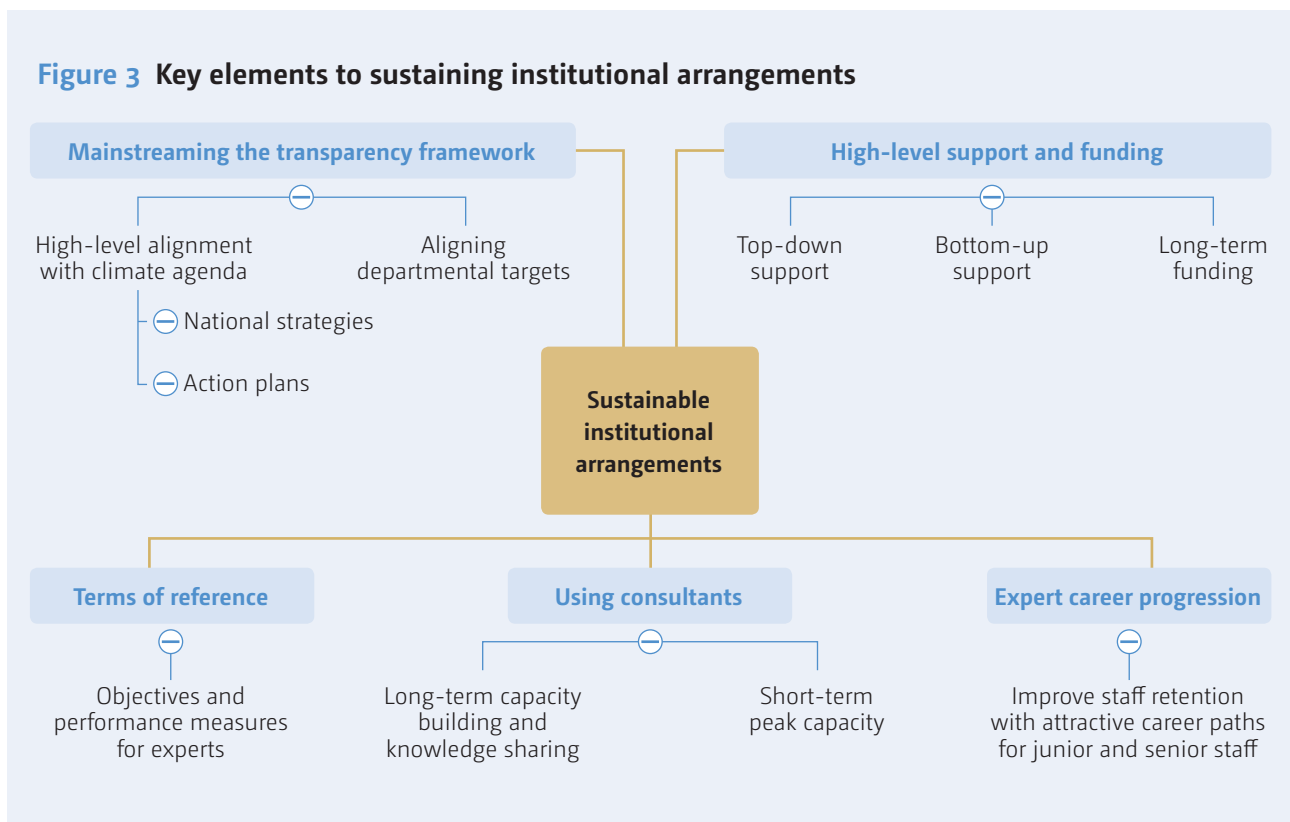 Figure 3 Key elements to sustaining institutional arrangements
Mainstreaming the transparency framework
High-level alignment
with climate agenda
National strategies
Action plans
Aligning
departmental targets
High-level support and funding
Top-down
support
Bottom-up
support
Long-term
funding
Sustainable
institutional
arrangements
Terms of reference
Objectives and
performance measures
for experts
Using consultants
Long-term capacity
building and
knowledge sharing
Short-term
peak capacity
Expert career progression
Improve staff retention
with attractive career paths
for junior and senior staff